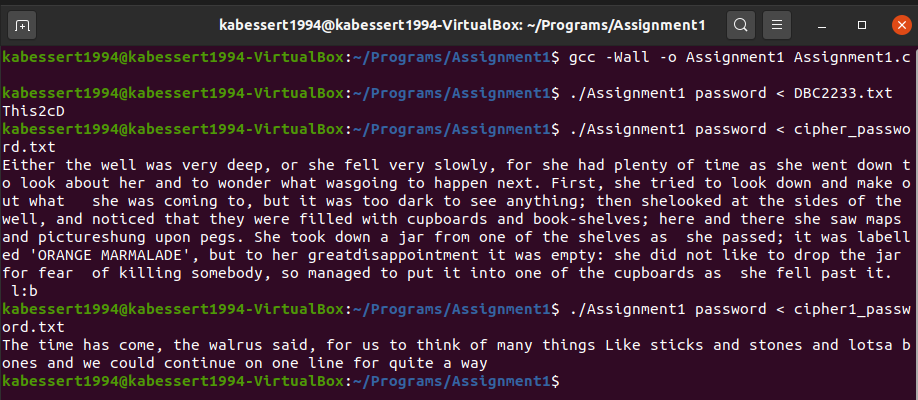 kabessert1994@kabessert1994-VirtualBox: ~/Programs/Assignment1
kabessert1994@kabessert1994-VirtualBox:~/Programs/Assignment1$ gcc -Wall -o Assignment1 Assignment1.c
kabessert1994@kabessert1994-VirtualBox:~/Programs/Assignment1$ ./Assignment1 password < DBC2233.txt
This2cD
kabessert1994@kabessert1994-VirtualBox:~/Programs/Assignment1$ ./Assignment1 password < cipher_passwo
rd.txt
Either the well was very deep, or she fell very slowly, for she had plenty of time as she went down t
o look about her and to wonder what wasgoing to happen next. First, she tried to look down and make o
ut what   she was coming to, but it was too dark to see anything; then shelooked at the sides of the
well, and noticed that they were filled with cupboards and book-shelves; here and there she saw maps
and pictureshung upon pegs. She took down a jar from one of the shelves as  she passed; it was labell
ed 'ORANGE MARMALADE', but to her greatdisappointment it was empty: she did not like to drop the jar
for fear  of killing somebody, so managed to put it into one of the cupboards as  she fell past it.
 l:b
kabessert1994@kabessert1994-VirtualBox:~/Programs/Assignment1$ ./Assignment1 password < cipher1_passw
ord.txt
The time has come, the walrus said, for us to think of many things Like sticks and stones and lotsa b
ones and we could continue on one line for quite a way
kabessert1994@kabessert1994-VirtualBox:~/Programs/Assignment1$